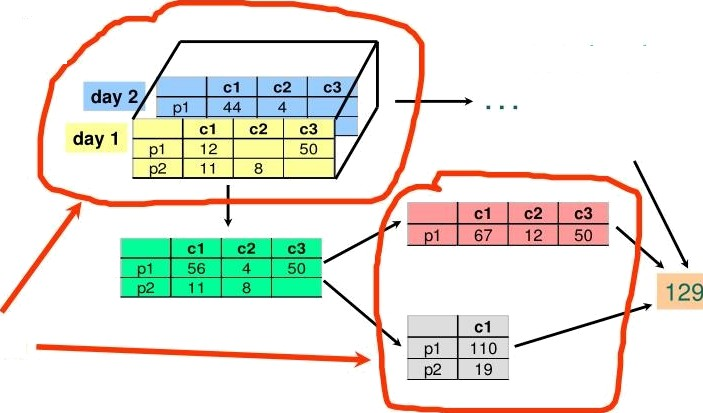 c1 c2 c3
day 2
p1 44 4
day 1
c1 c2 c3
p1 12 50
p2 11 8
...
c1 c2 c3
p1 56 4 50
p2 11 8
c1 c2 c3
p1 67 12 50
129
c1
p1 110
p2 19